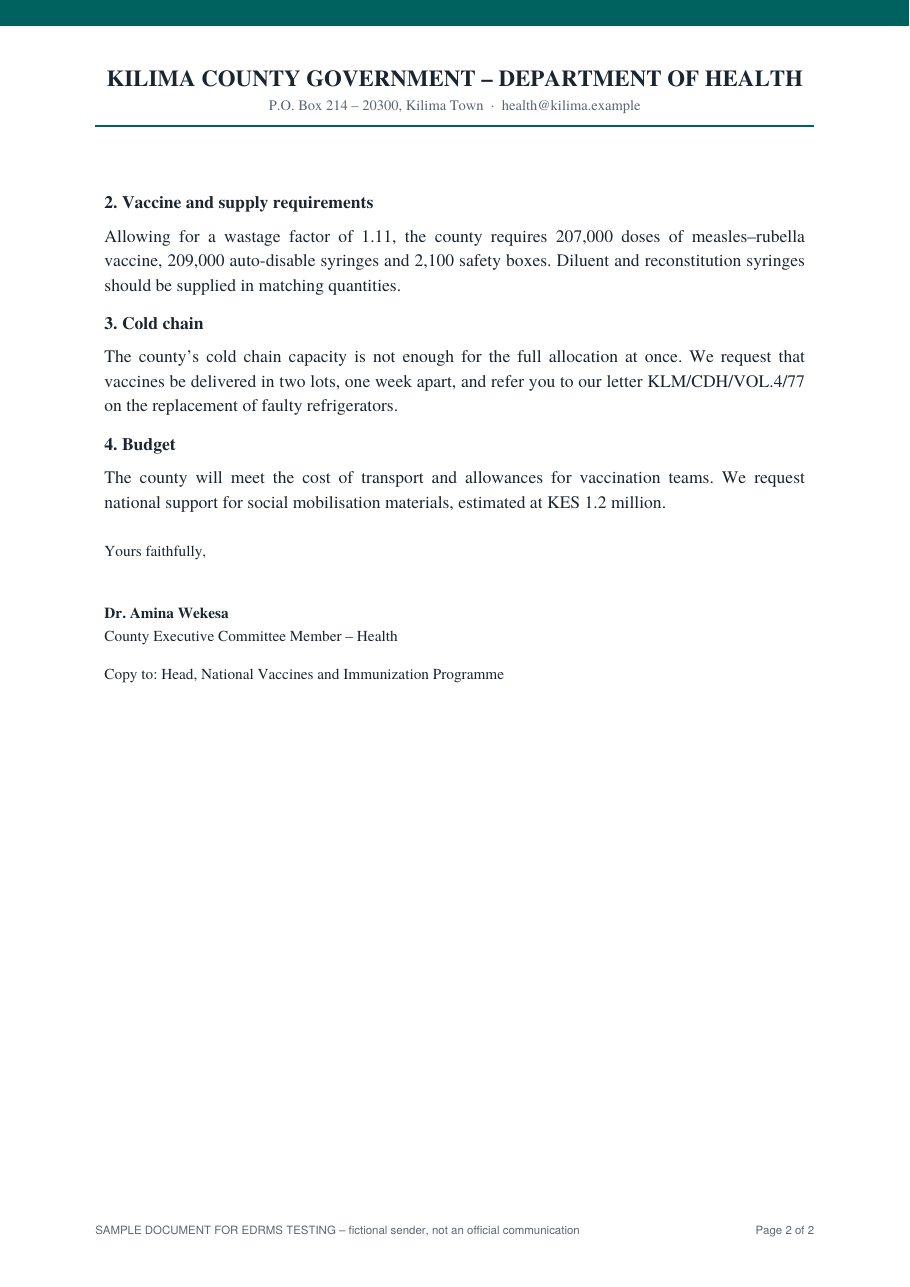 KILIMA COUNTY GOVERNMENT – DEPARTMENT OF HEALTH
P.O. Box 214 – 20300, Kilima Town · health@kilima.example
2. Vaccine and supply requirements
Allowing for a wastage factor of 1.11, the county requires 207,000 doses of measles–rubella
vaccine, 209,000 auto-disable syringes and 2,100 safety boxes. Diluent and reconstitution syringes
should be supplied in matching quantities.
3. Cold chain
The county’s cold chain capacity is not enough for the full allocation at once. We request that
vaccines be delivered in two lots, one week apart, and refer you to our letter KLM/CDH/VOL.4/77
on the replacement of faulty refrigerators.
4. Budget
The county will meet the cost of transport and allowances for vaccination teams. We request
national support for social mobilisation materials, estimated at KES 1.2 million.
Yours faithfully,
Dr. Amina Wekesa
County Executive Committee Member – Health
Copy to: Head, National Vaccines and Immunization Programme
SAMPLE DOCUMENT FOR EDRMS TESTING – fictional sender, not an official communication
Page 2 of 2